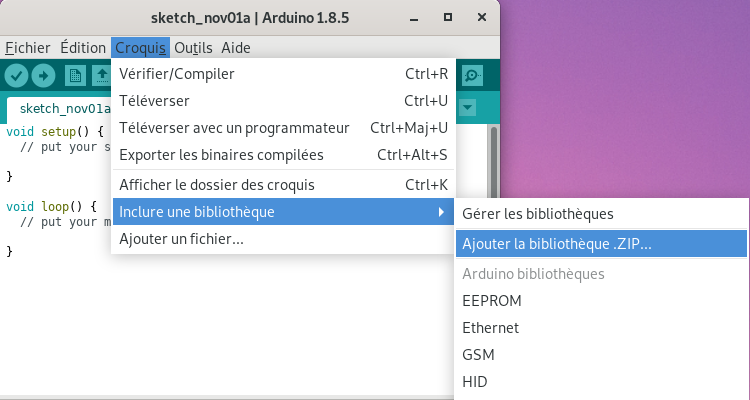 sketch_nov01a | Arduino 1.8.5
Fichier Édition Croquis Outils Aide
sketch_nov01a
void setup() {
// put your s
}
void loop() {
// put your m
}
Vérifier/Compiler Ctrl+R
Téléverser Ctrl+U
Téléverser avec un programmateur Ctrl+Maj+U
Exporter les binaires compilées Ctrl+Alt+S
Afficher le dossier des croquis Ctrl+K
Inclure une bibliothèque
Ajouter un fichier...
Gérer les bibliothèques
Ajouter la bibliothèque .ZIP...
Arduino bibliothèques
EEPROM
Ethernet
GSM
HID